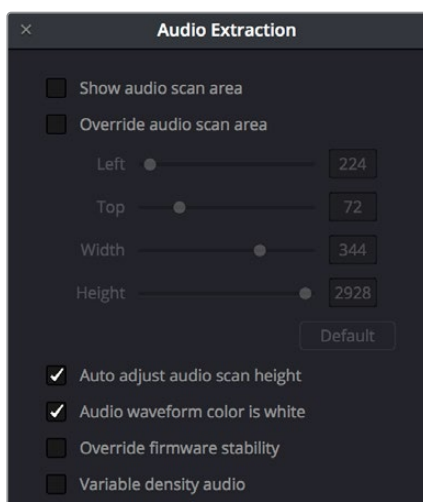 Audio Extraction
Show audio scan area
Override audio scan area
Left 224
Top 72
Width 344
Height 2928
Default
Auto adjust audio scan height
Audio waveform color is white
Override firmware stability
Variable density audio